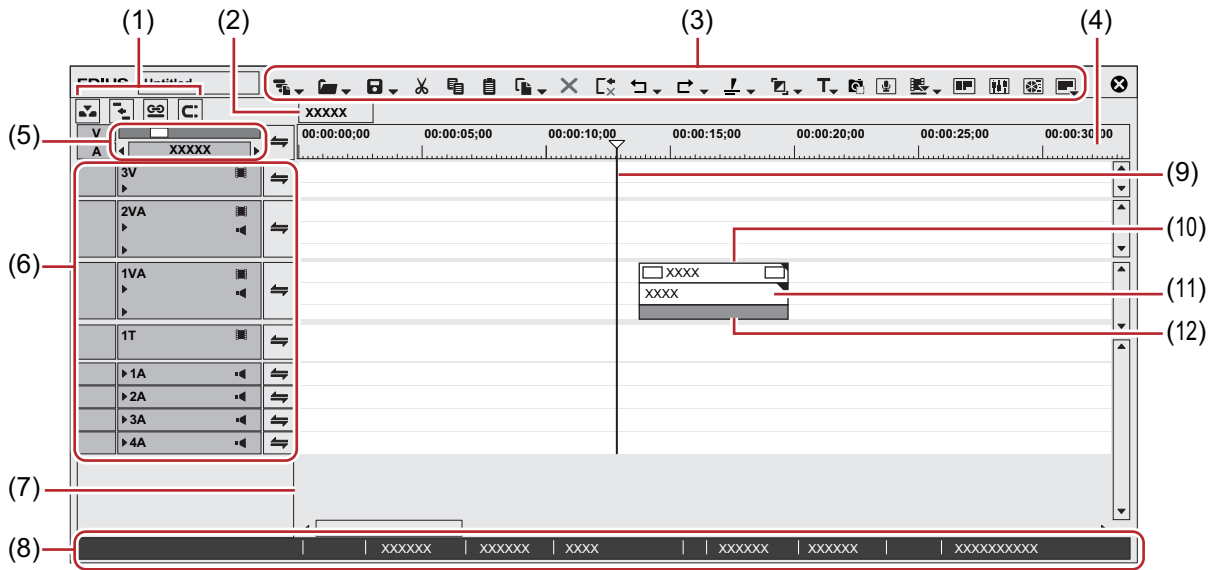 (1) (2) (3) (4)
EDIUS Untitled
XXXXX
(5) V A XXXXX 00:00:00;00 00:00:05;00 00:00:10;00 00:00:15;00 00:00:20;00 00:00:25;00 00:00:30;00
3V (9)
2VA
(10)
(6) 1VA XXXX
XXXX (11)
(12)
1T
1A
2A
3A
4A
(7)
(8) XXXXXX XXXXXX XXXX XXXXXX XXXXXX XXXXXXXXXX